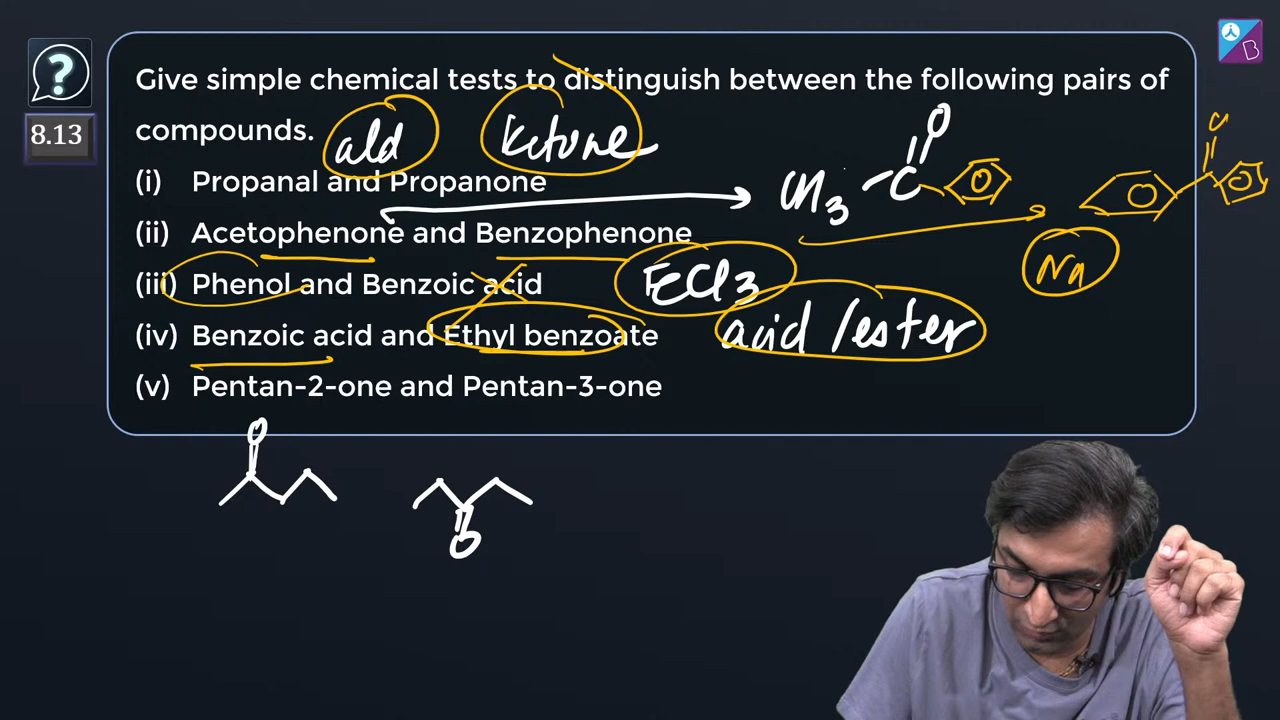 ?
8.13
Give simple chemical tests to distinguish between the following pairs of
compounds.
ald ketone
(i) Propanal and Propanone
(ii) Acetophenone and Benzophenone
(iii) Phenol and Benzoic acid
(iv) Benzoic acid and Ethyl benzoate
(v) Pentan-2-one and Pentan-3-one
O
CH3 C
Na
FeCl3
acid / ester
O
O
B